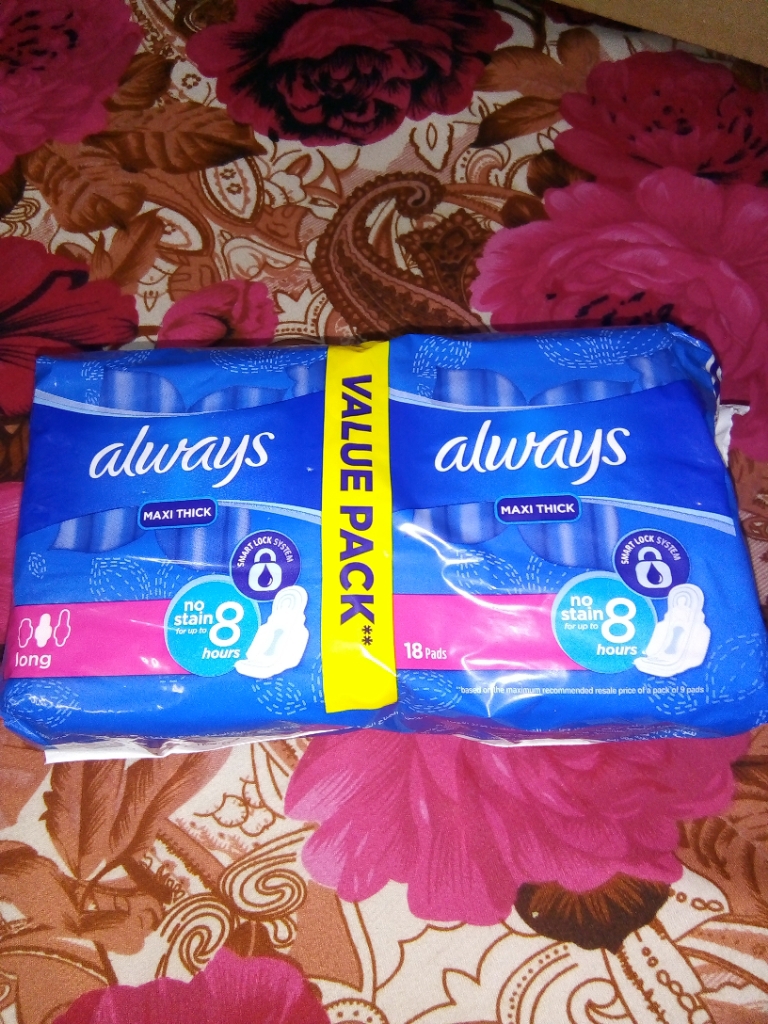 always
MAXI THICK
SMART LOCK SYSTEM
no
stain
for up to
8
hours
long
VALUE PACK**
always
MAXI THICK
SMART LOCK SYSTEM
no
stain
for up to
8
hours
18 Pads
**based on the maximum recommended resale price of a pack of 9 pads